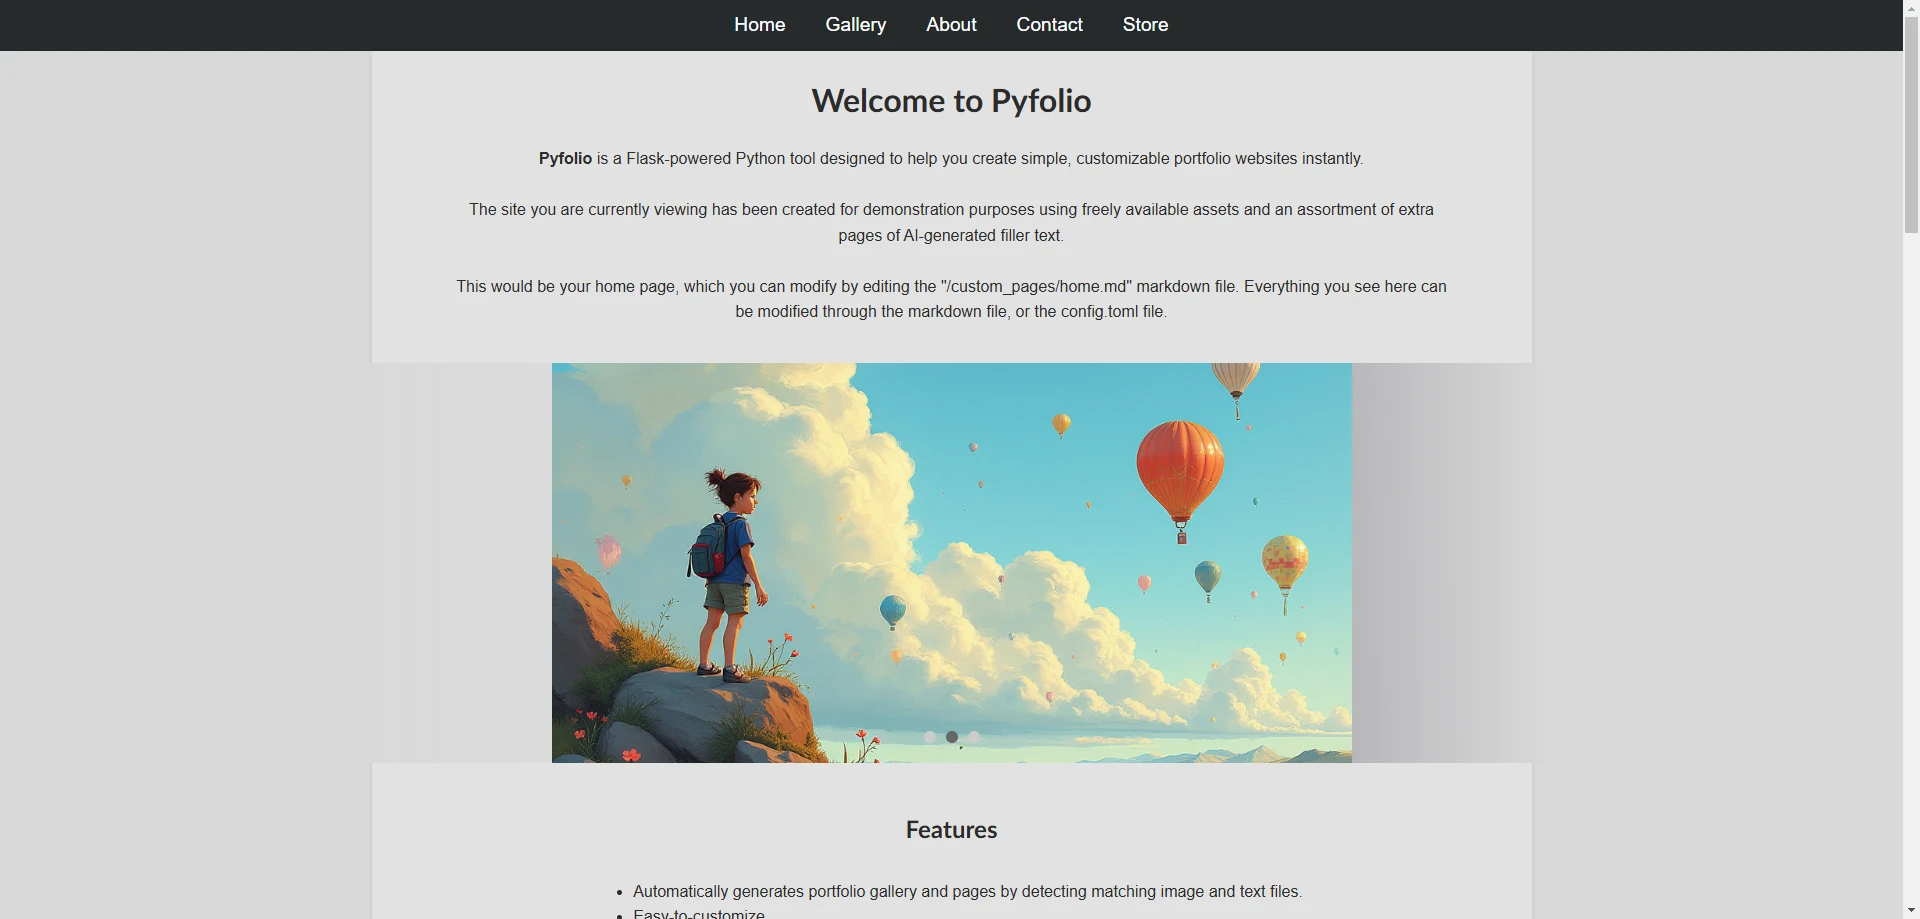 Home Gallery About Contact Store
Welcome to Pyfolio
Pyfolio is a Flask-powered Python tool designed to help you create simple, customizable portfolio websites instantly.
The site you are currently viewing has been created for demonstration purposes using freely available assets and an assortment of extra
pages of AI-generated filler text.
This would be your home page, which you can modify by editing the "/custom_pages/home.md" markdown file. Everything you see here can
be modified through the markdown file, or the config.toml file.
Features
• Automatically generates portfolio gallery and pages by detecting matching image and text files.
• Easy-to-customize